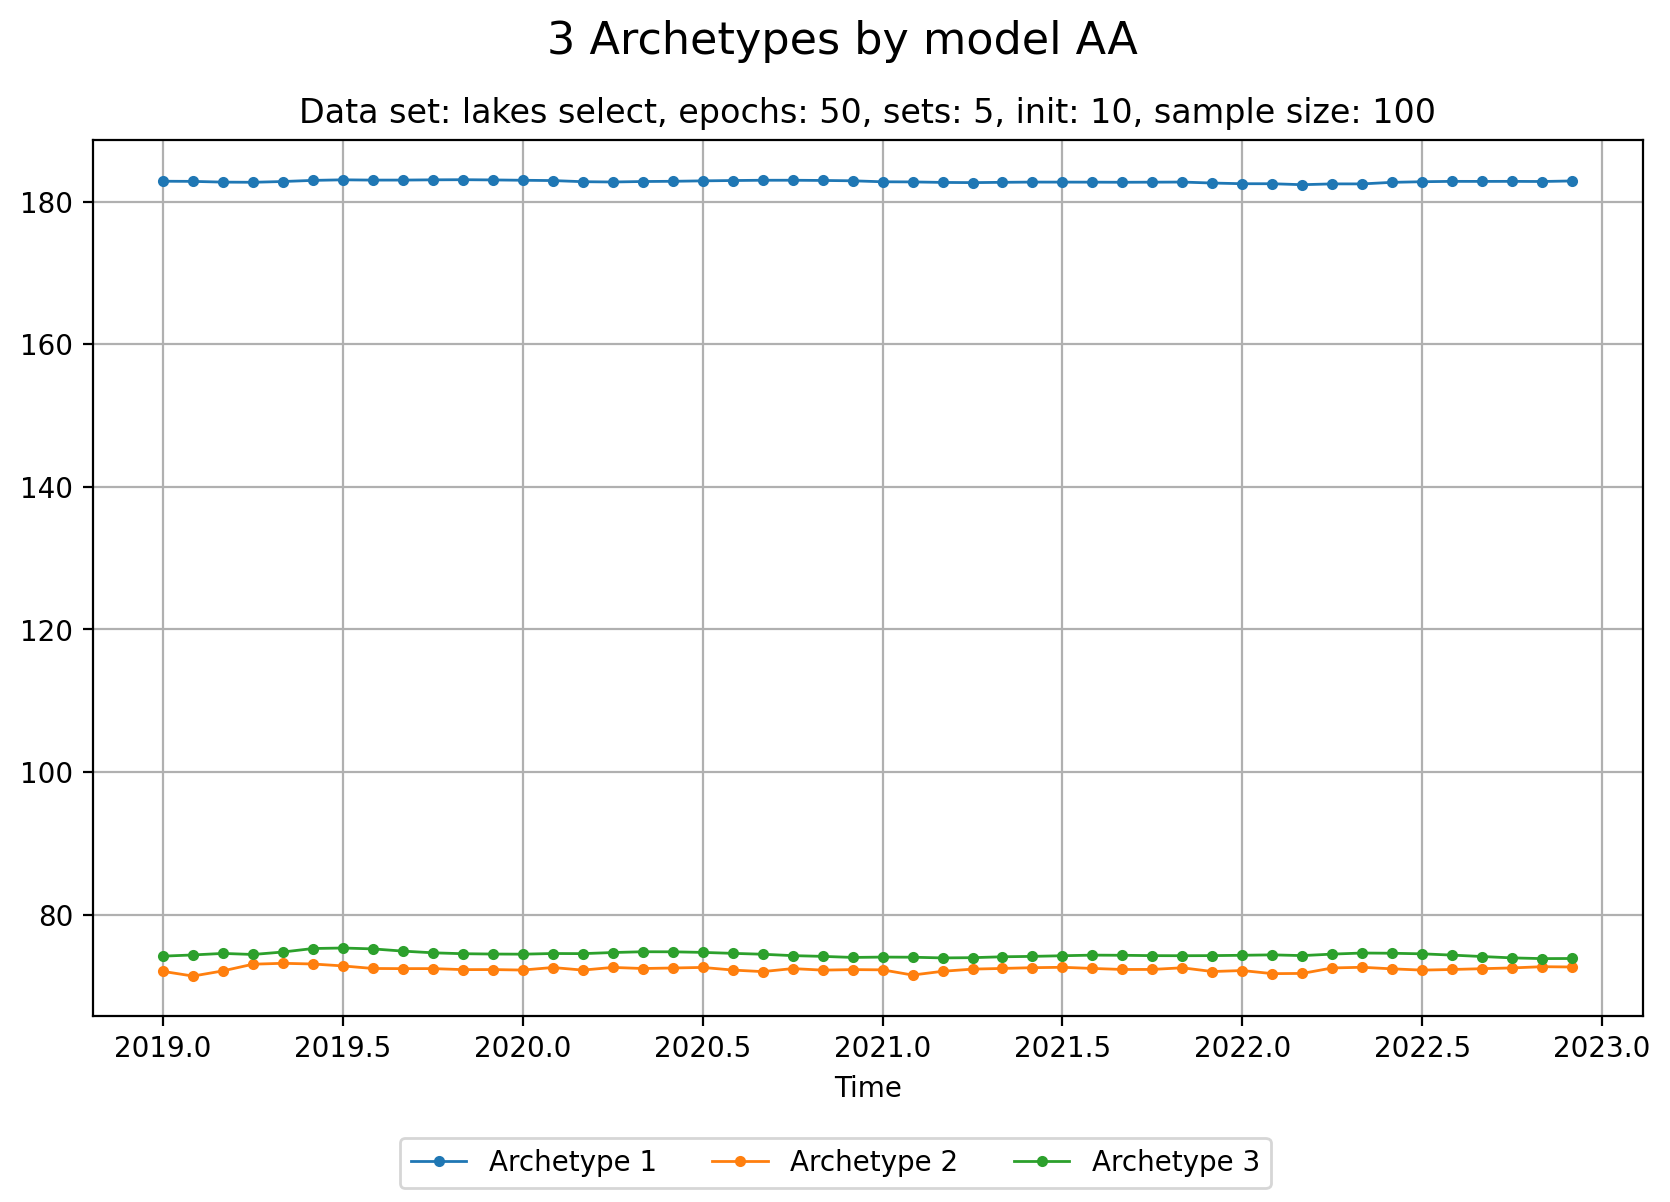 3 Archetypes by model AA
Data set: lakes select, epochs: 50, sets: 5, init: 10, sample size: 100
180
160
140
120
100
80
2019.0 2019.5 2020.0 2020.5 2021.0 2021.5 2022.0 2022.5 2023.0
Time
Archetype 1 Archetype 2 Archetype 3